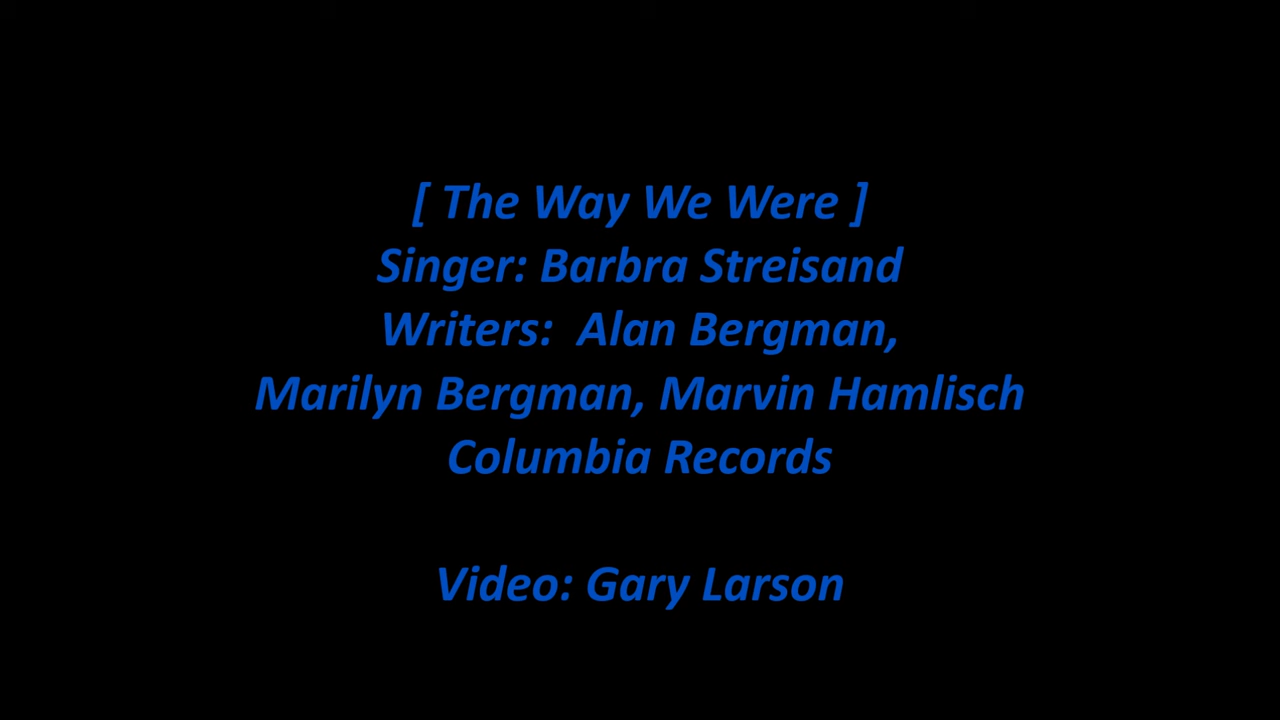 [ The Way We Were ]
Singer: Barbra Streisand
Writers:  Alan Bergman,
Marilyn Bergman, Marvin Hamlisch
Columbia Records
Video: Gary Larson